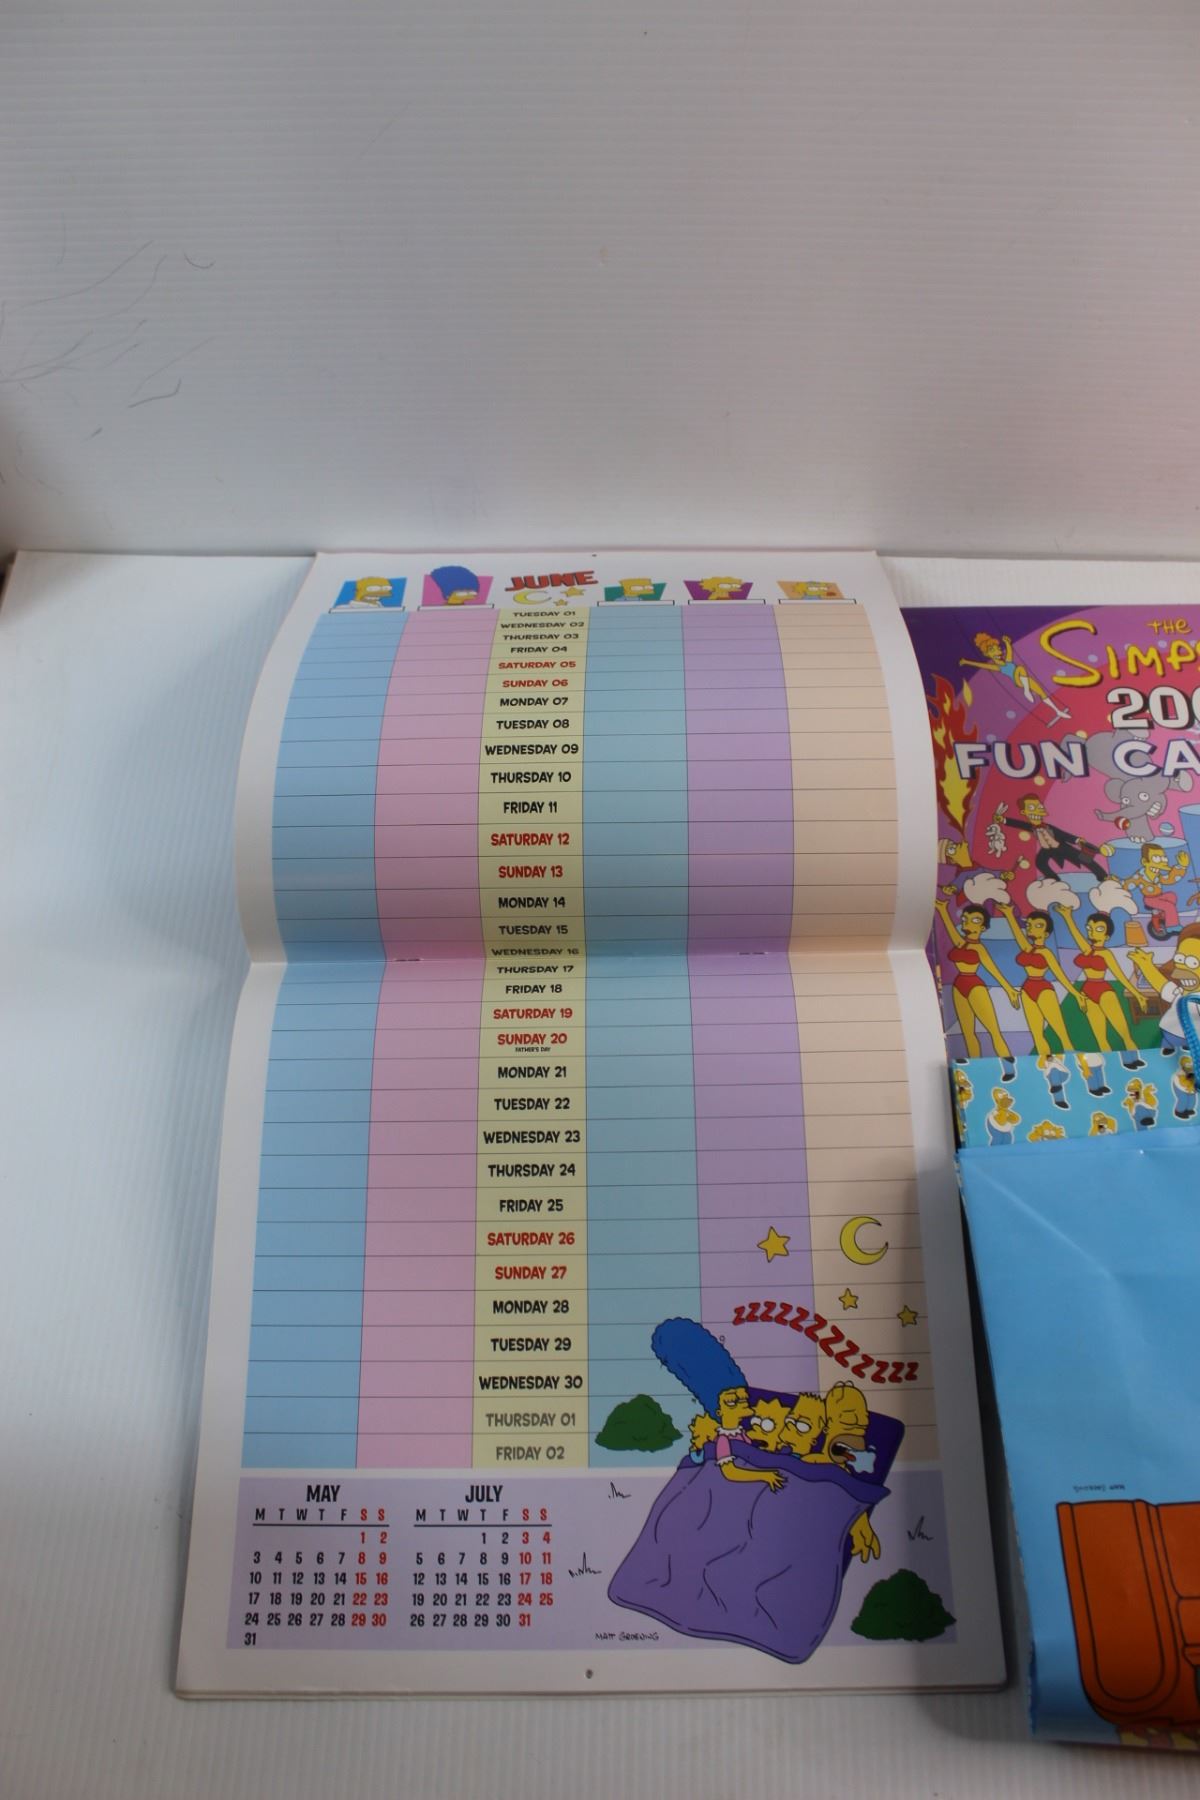 JUNE
TUESDAY 01
WEDNESDAY 02
THURSDAY 03
FRIDAY 04
SATURDAY 05
SUNDAY 06
MONDAY 07
TUESDAY 08
WEDNESDAY 09
THURSDAY 10
FRIDAY 11
SATURDAY 12
SUNDAY 13
MONDAY 14
TUESDAY 15
WEDNESDAY 16
THURSDAY 17
FRIDAY 18
SATURDAY 19
SUNDAY 20
FATHER'S DAY
MONDAY 21
TUESDAY 22
WEDNESDAY 23
THURSDAY 24
FRIDAY 25
SATURDAY 26
SUNDAY 27
MONDAY 28
TUESDAY 29
WEDNESDAY 30
THURSDAY 01
FRIDAY 02
ZZZZZZZZZZZZ
MAY
M T W T F S S
1 2
3 4 5 6 7 8 9
10 11 12 13 14 15 16
17 18 19 20 21 22 23
24 25 26 27 28 29 30
31
JULY
M T W T F S S
1 2 3 4
5 6 7 8 9 10 11
12 13 14 15 16 17 18
19 20 21 22 23 24 25
26 27 28 29 30 31
MATT GROENING
THE
SIMPS
200
FUN CA
MATT GROENING